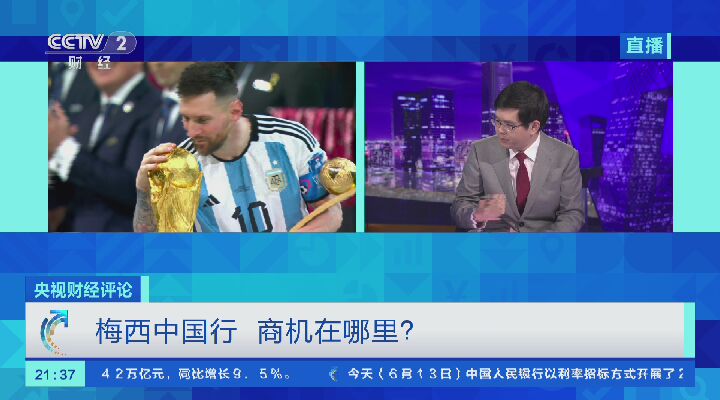 CCTV 2
财经
直播
10
央视财经评论
梅西中国行 商机在哪里?
21:37 42万亿元，同比增长9.5%。 今天(6月13日)中国人民银行以利率招标方式开展了2